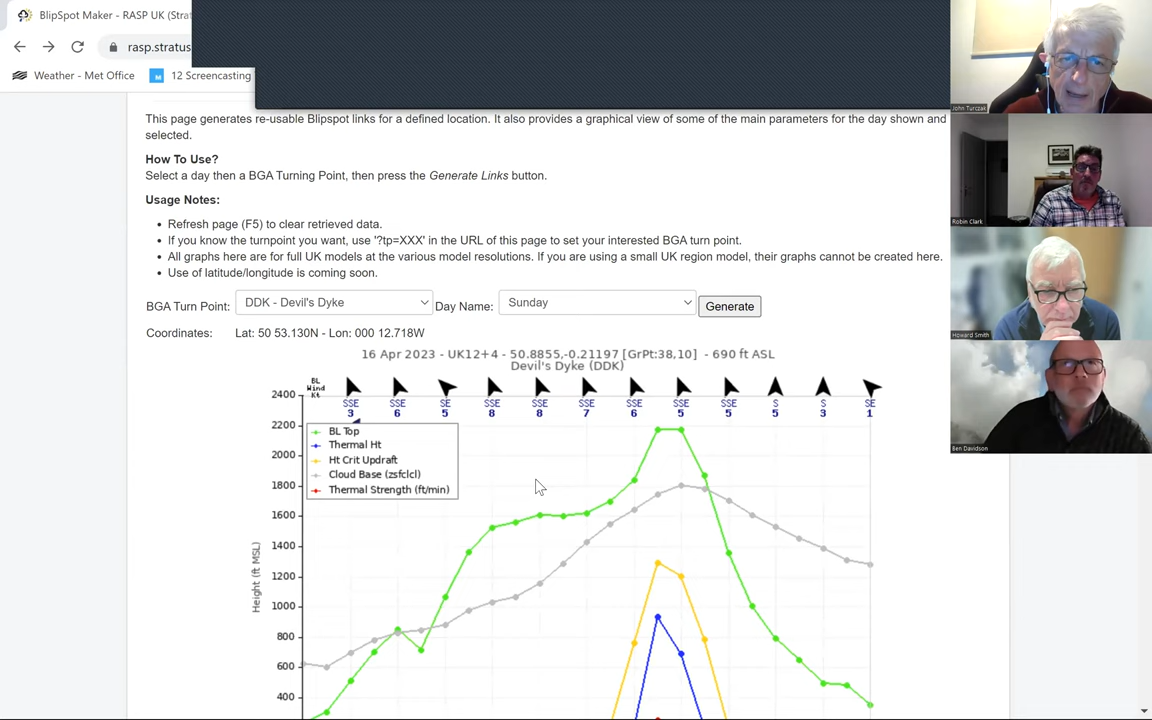 BlipSpot Maker - RASP UK (Strat
rasp.stratus
Weather - Met Office
12 Screencasting
This page generates re-usable Blipspot links for a defined location. It also provides a graphical view of some of the main parameters for the day shown and
selected.
How To Use?
Select a day then a BGA Turning Point, then press the Generate Links button.
Usage Notes:
Refresh page (F5) to clear retrieved data.
If you know the turnpoint you want, use '?tp=XXX' in the URL of this page to set your interested BGA turn point.
All graphs here are for full UK models at the various model resolutions. If you are using a small UK region model, their graphs cannot be created here.
Use of latitude/longitude is coming soon.
BGA Turn Point: DDK - Devil's Dyke Day Name: Sunday Generate
Coordinates: Lat: 50 53.130N - Lon: 000 12.718W
16 Apr 2023 - UK12+4 - 50.8855,-0.21197 [GrPt:38,10] - 690 ft ASL
Devil's Dyke (DDK)
BL
Wind
Kt
SSE SSE SE SSE SSE SSE SSE SSE SSE S S SE
3 6 5 8 8 7 6 5 5 5 3 1
BL Top
Thermal Ht
Ht Crit Updraft
Cloud Base (zsfclcl)
Thermal Strength (ft/min)
2400
2200
2000
1800
1600
1400
1200
1000
800
600
400
Height (ft MSL)
John Turczak
Robin Clark
Howard Smith
Ben Davidson